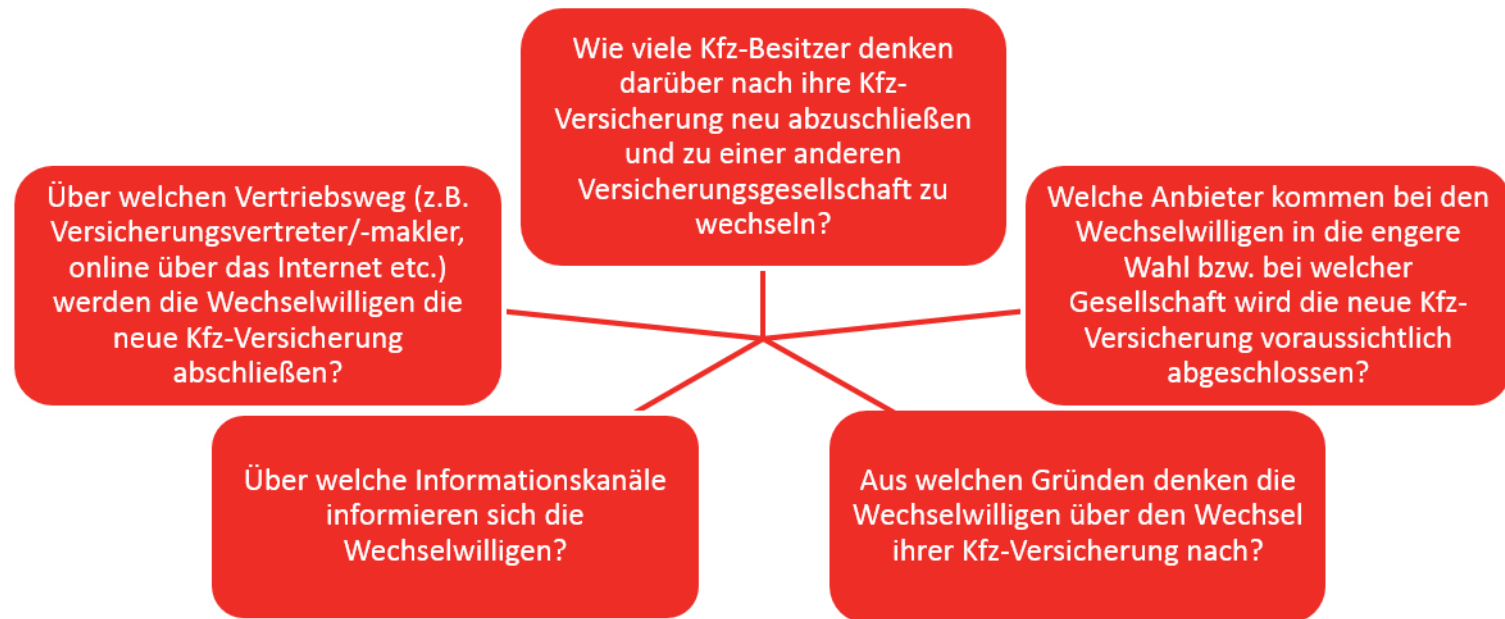 Wie viele Kfz-Besitzer denken
darüber nach ihre Kfz-
Versicherung neu abzuschließen
und zu einer anderen
Versicherungsgesellschaft zu
wechseln?
Über welchen Vertriebsweg (z.B.
Versicherungsvertreter/-makler,
online über das Internet etc.)
werden die Wechselwilligen die
neue Kfz-Versicherung
abschließen?
Welche Anbieter kommen bei den
Wechselwilligen in die engere
Wahl bzw. bei welcher
Gesellschaft wird die neue Kfz-
Versicherung voraussichtlich
abgeschlossen?
Über welche Informationskanäle
informieren sich die
Wechselwilligen?
Aus welchen Gründen denken die
Wechselwilligen über den Wechsel
ihrer Kfz-Versicherung nach?